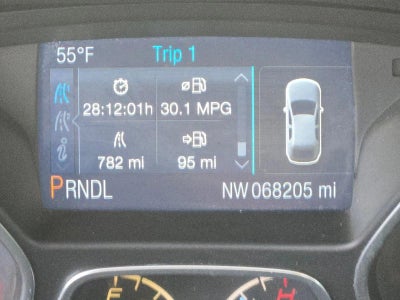 55°F Trip 1
28:12:01h 30.1 MPG
782 mi 95 mi
PRNDL NW 068205 mi
F H